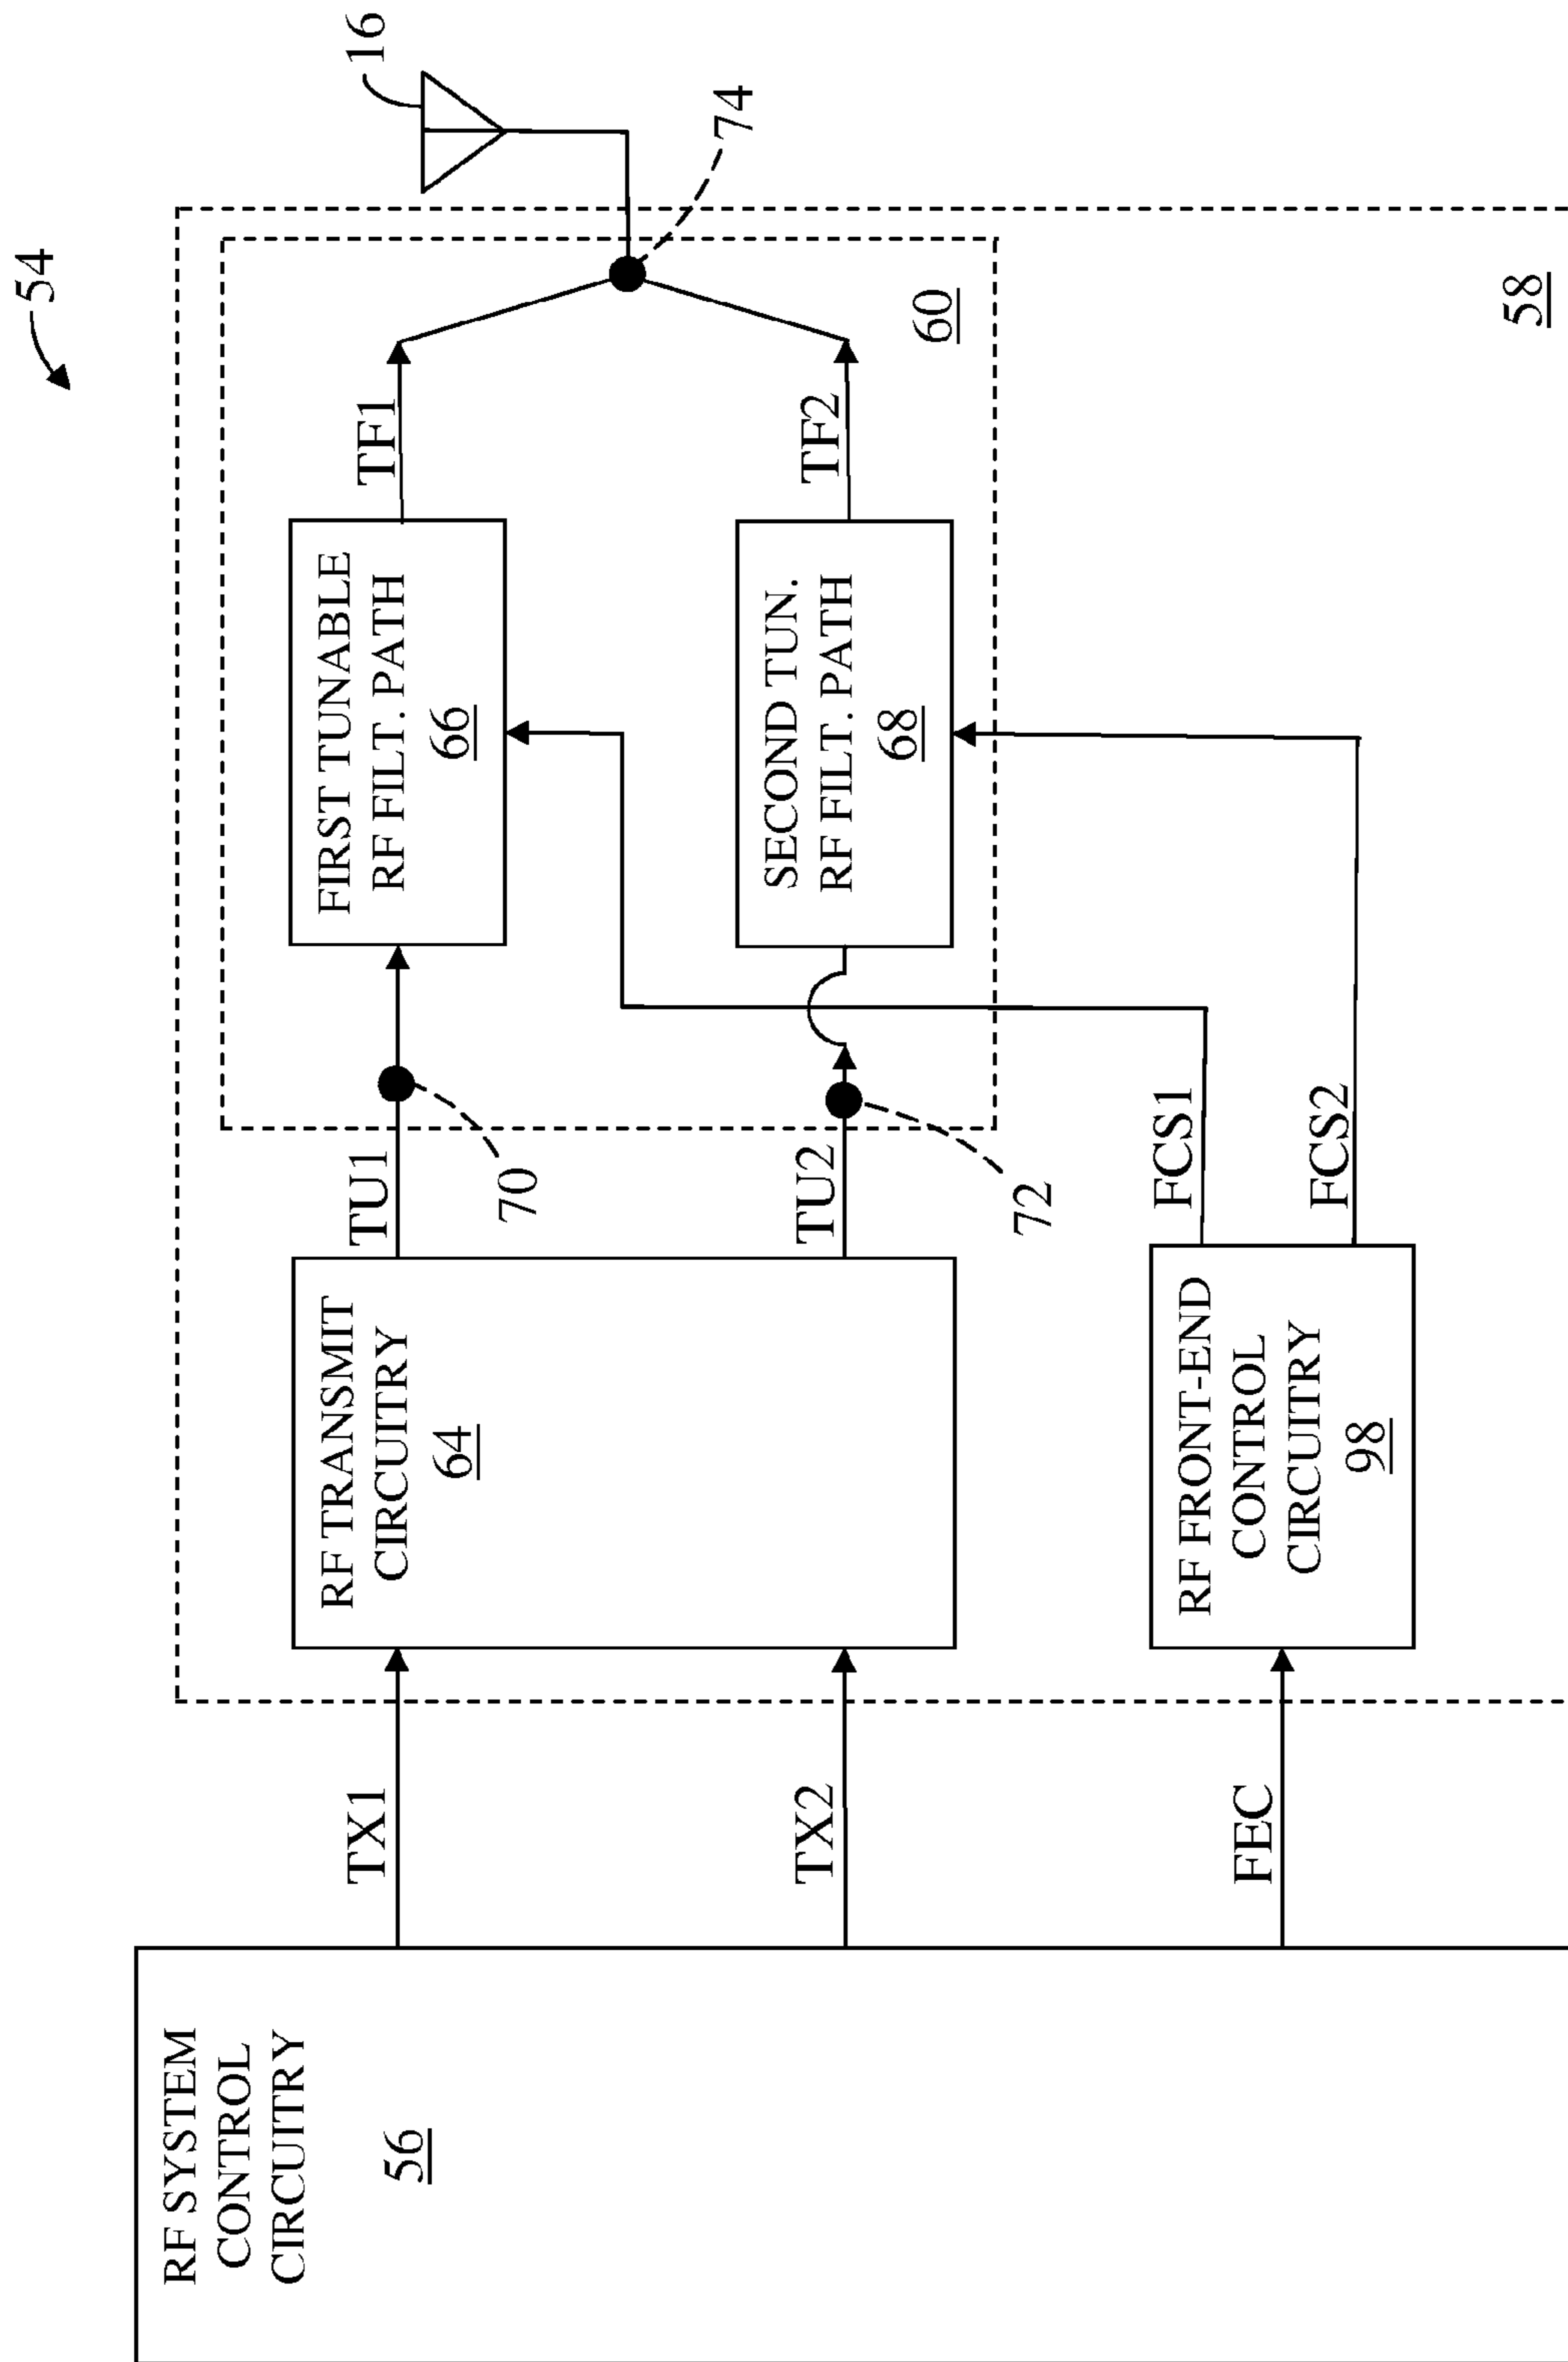 54
RF SYSTEM
CONTROL
CIRCUITRY
56
TX1
TX2
FEC
RF TRANSMIT
CIRCUITRY
64
TU1
TU2
70
72
RF FRONT-END
CONTROL
CIRCUITRY
98
FCS1
FCS2
FIRST TUNABLE
RF FILT. PATH
66
SECOND TUN.
RF FILT. PATH
68
TF1
TF2
60
74
16
58